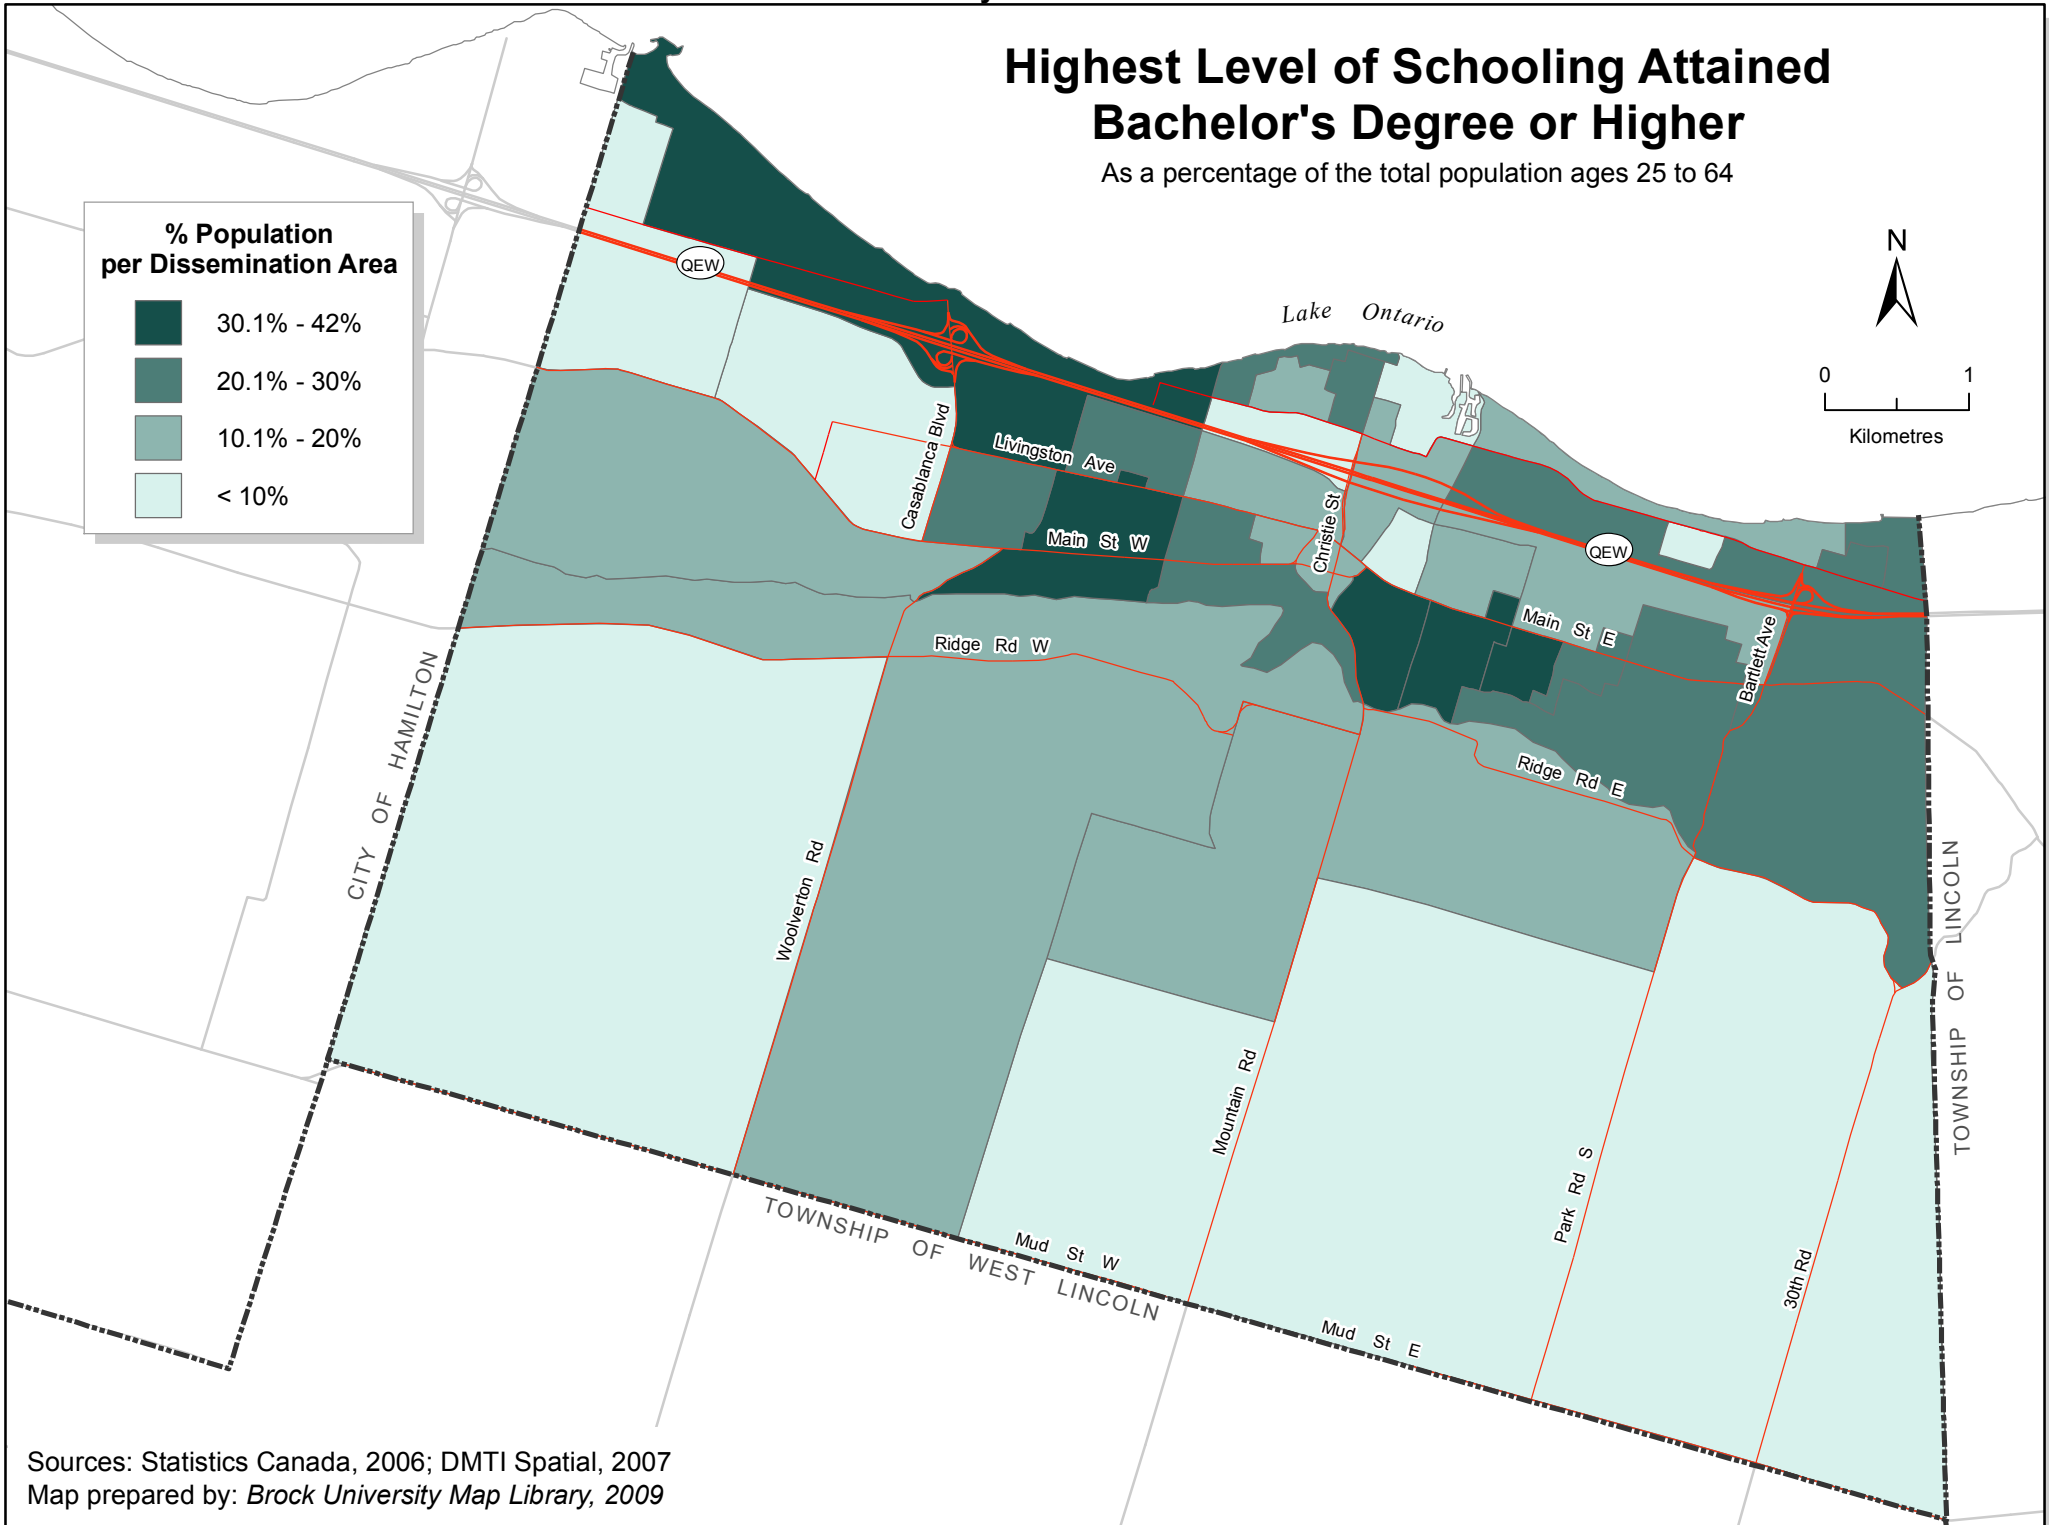 Highest Level of Schooling Attained
Bachelor's Degree or Higher
As a percentage of the total population ages 25 to 64
% Population
per Dissemination Area
30.1% - 42%
20.1% - 30%
10.1% - 20%
< 10%
N
0 1
Kilometres
Lake Ontario
QEW
QEW
Casablanca Blvd
Livingston Ave
Main St W
Christie St
Main St E
Bartlett Ave
Ridge Rd W
Ridge Rd E
Woolverton Rd
Mountain Rd
Park Rd S
30th Rd
Mud St W
Mud St E
CITY OF HAMILTON
TOWNSHIP OF WEST LINCOLN
TOWNSHIP OF LINCOLN
Sources: Statistics Canada, 2006; DMTI Spatial, 2007
Map prepared by: Brock University Map Library, 2009